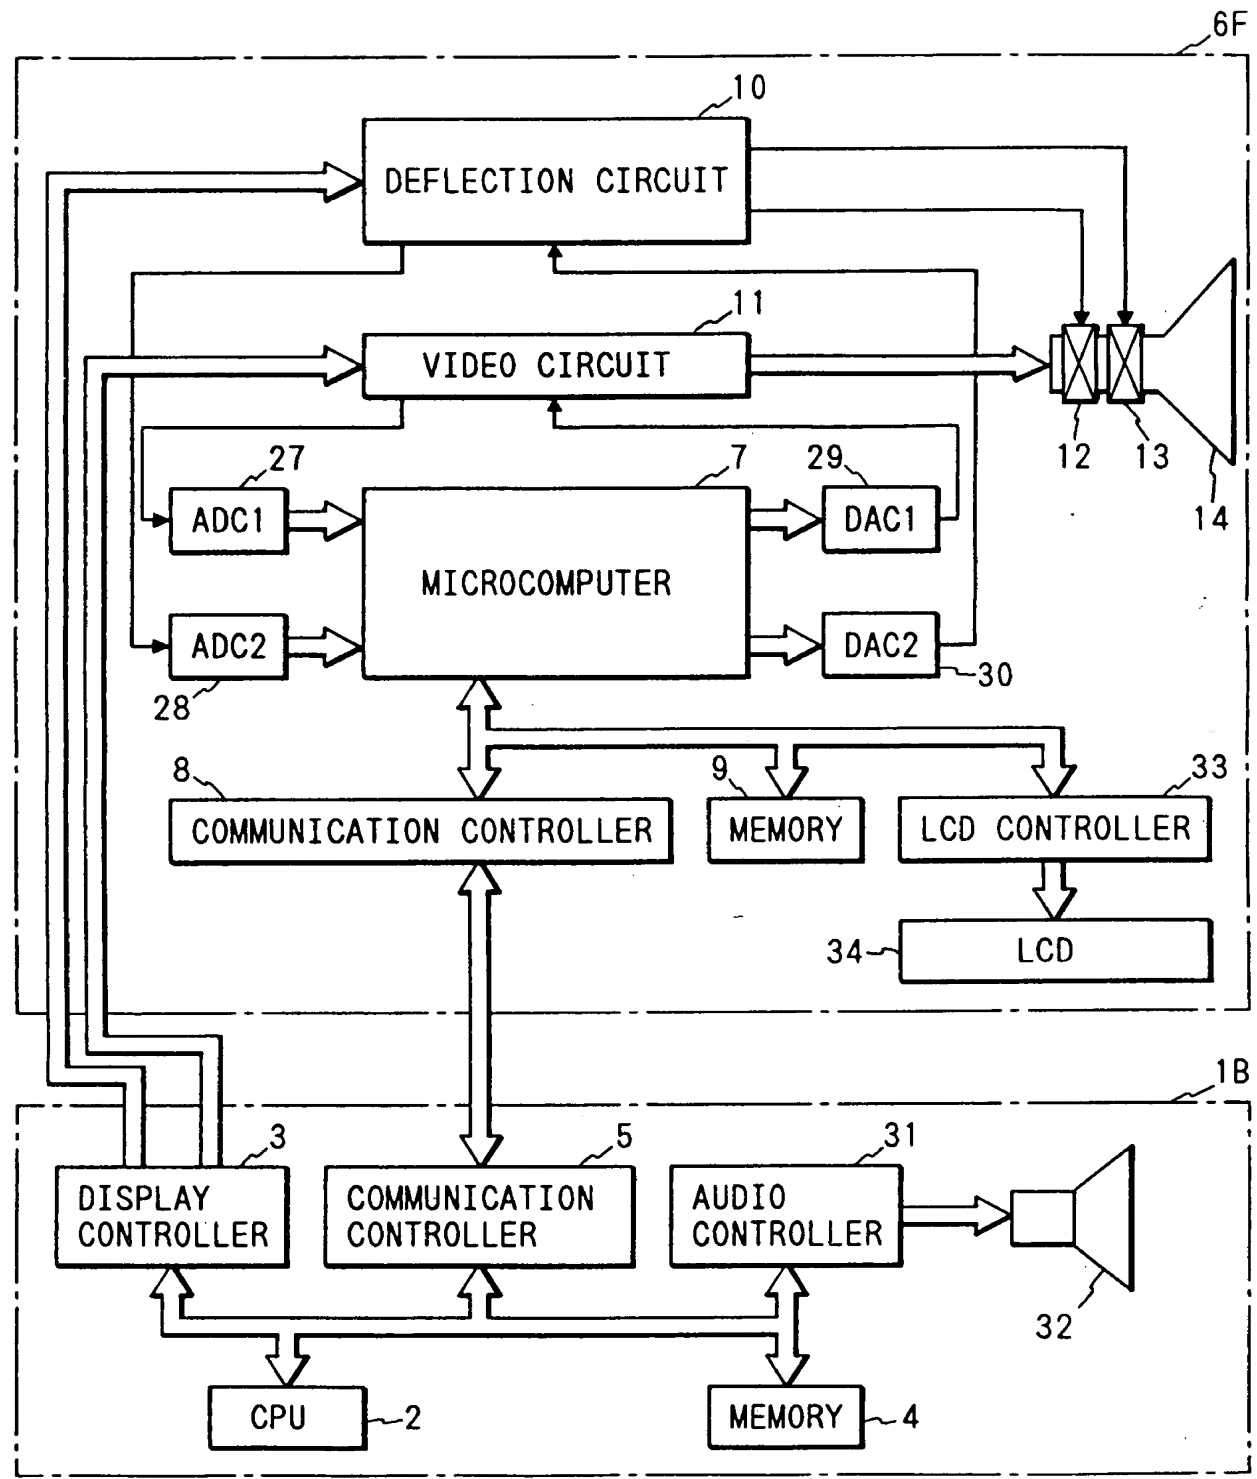 6F
10
DEFLECTION CIRCUIT
11
VIDEO CIRCUIT
12
13
14
27
7
29
ADC1
DAC1
MICROCOMPUTER
ADC2
DAC2
28
30
8
9
33
COMMUNICATION CONTROLLER
MEMORY
LCD CONTROLLER
34
LCD
1B
3
5
31
DISPLAY
CONTROLLER
COMMUNICATION
CONTROLLER
AUDIO
CONTROLLER
32
CPU
2
MEMORY
4